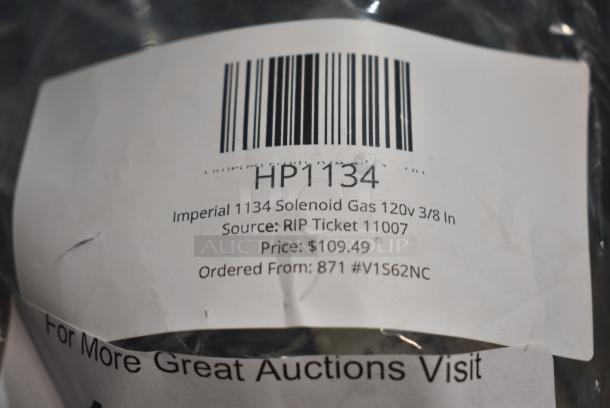 HP1134
Imperial 1134 Solenoid Gas 120v 3/8 In
Source: RIP Ticket 11007
Price: $109.49
Ordered From: 871 #V1S62NC
For More Great Auctions Visit